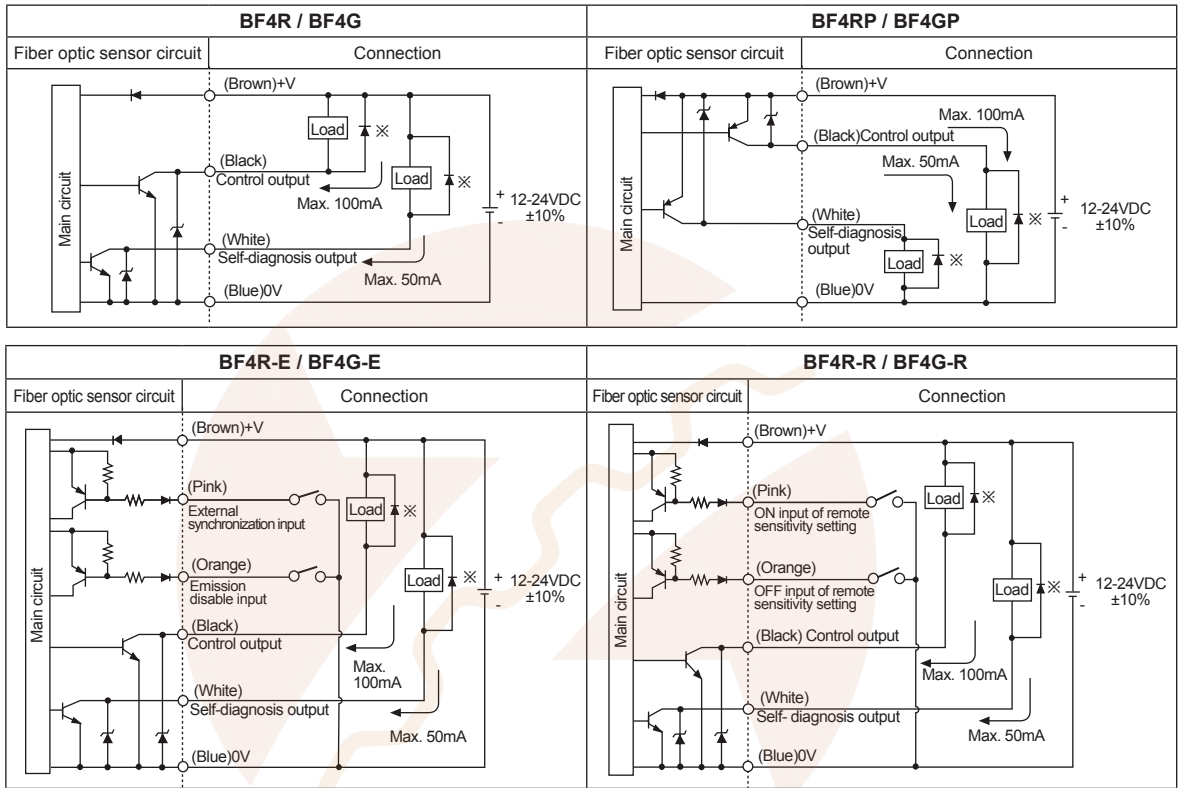 BF4R / BF4G
Fiber optic sensor circuit
Connection
Main circuit
(Brown)+V
Load
※
(Black)
Control output
Max. 100mA
Load
※
+
-
12-24VDC
±10%
(White)
Self-diagnosis output
Max. 50mA
(Blue)0V
BF4RP / BF4GP
Fiber optic sensor circuit
Connection
Main circuit
(Brown)+V
Max. 100mA
(Black)Control output
Max. 50mA
(White)
Self-diagnosis
output
Load
※
Load
※
+
-
12-24VDC
±10%
(Blue)0V
BF4R-E / BF4G-E
Fiber optic sensor circuit
Connection
Main circuit
(Brown)+V
(Pink)
External
synchronization input
Load
※
(Orange)
Emission
disable input
Load
※
+
-
12-24VDC
±10%
(Black)
Control output
Max.
100mA
(White)
Self-diagnosis output
Max. 50mA
(Blue)0V
BF4R-R / BF4G-R
Fiber optic sensor circuit
Connection
Main circuit
(Brown)+V
(Pink)
ON input of remote
sensitivity setting
Load
※
(Orange)
OFF input of remote
sensitivity setting
Load
※
+
-
12-24VDC
±10%
(Black) Control output
Max. 100mA
(White)
Self- diagnosis output
Max. 50mA
(Blue)0V